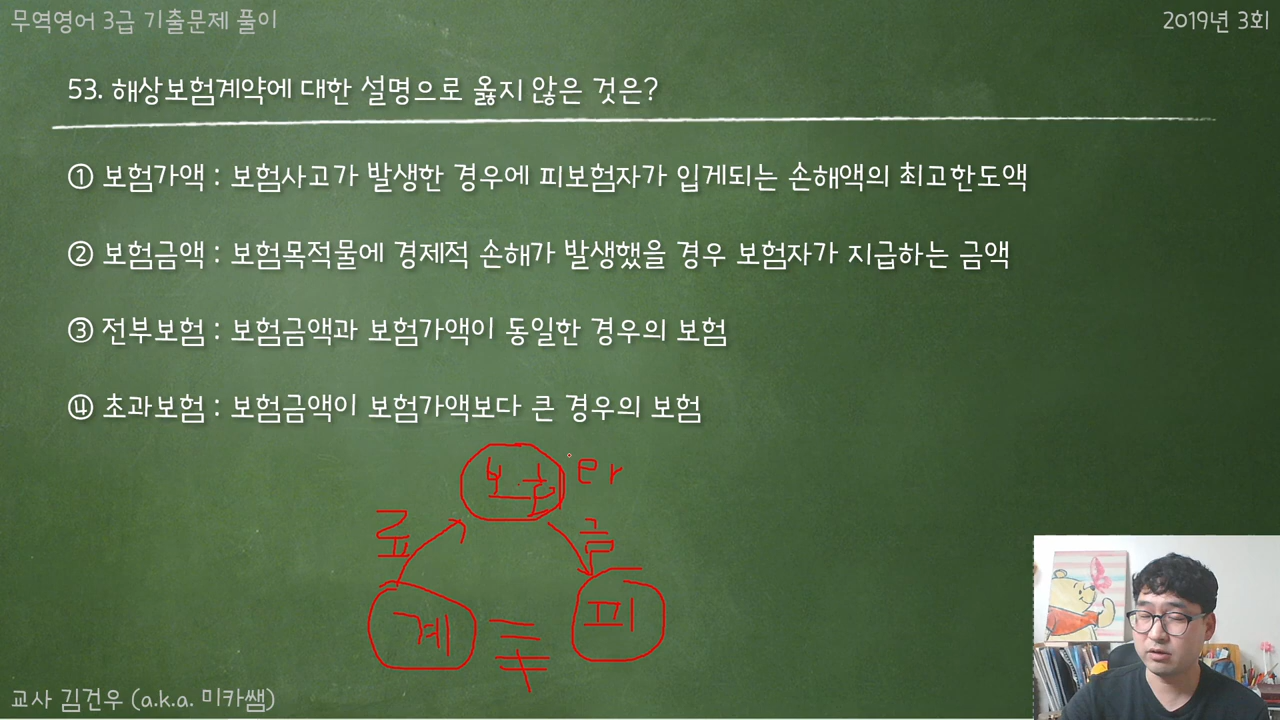 무역영어 3급 기출문제 풀이
2019년 3회
53. 해상보험계약에 대한 설명으로 옳지 않은 것은?
① 보험가액 : 보험사고가 발생한 경우에 피보험자가 입게되는 손해액의 최고한도액
② 보험금액 : 보험목적물에 경제적 손해가 발생했을 경우 보험자가 지급하는 금액
③ 전부보험 : 보험금액과 보험가액이 동일한 경우의 보험
④ 초과보험 : 보험금액이 보험가액보다 큰 경우의 보험
보험
료
금
계
피
교사 김건우 (a.k.a. 미카쌤)